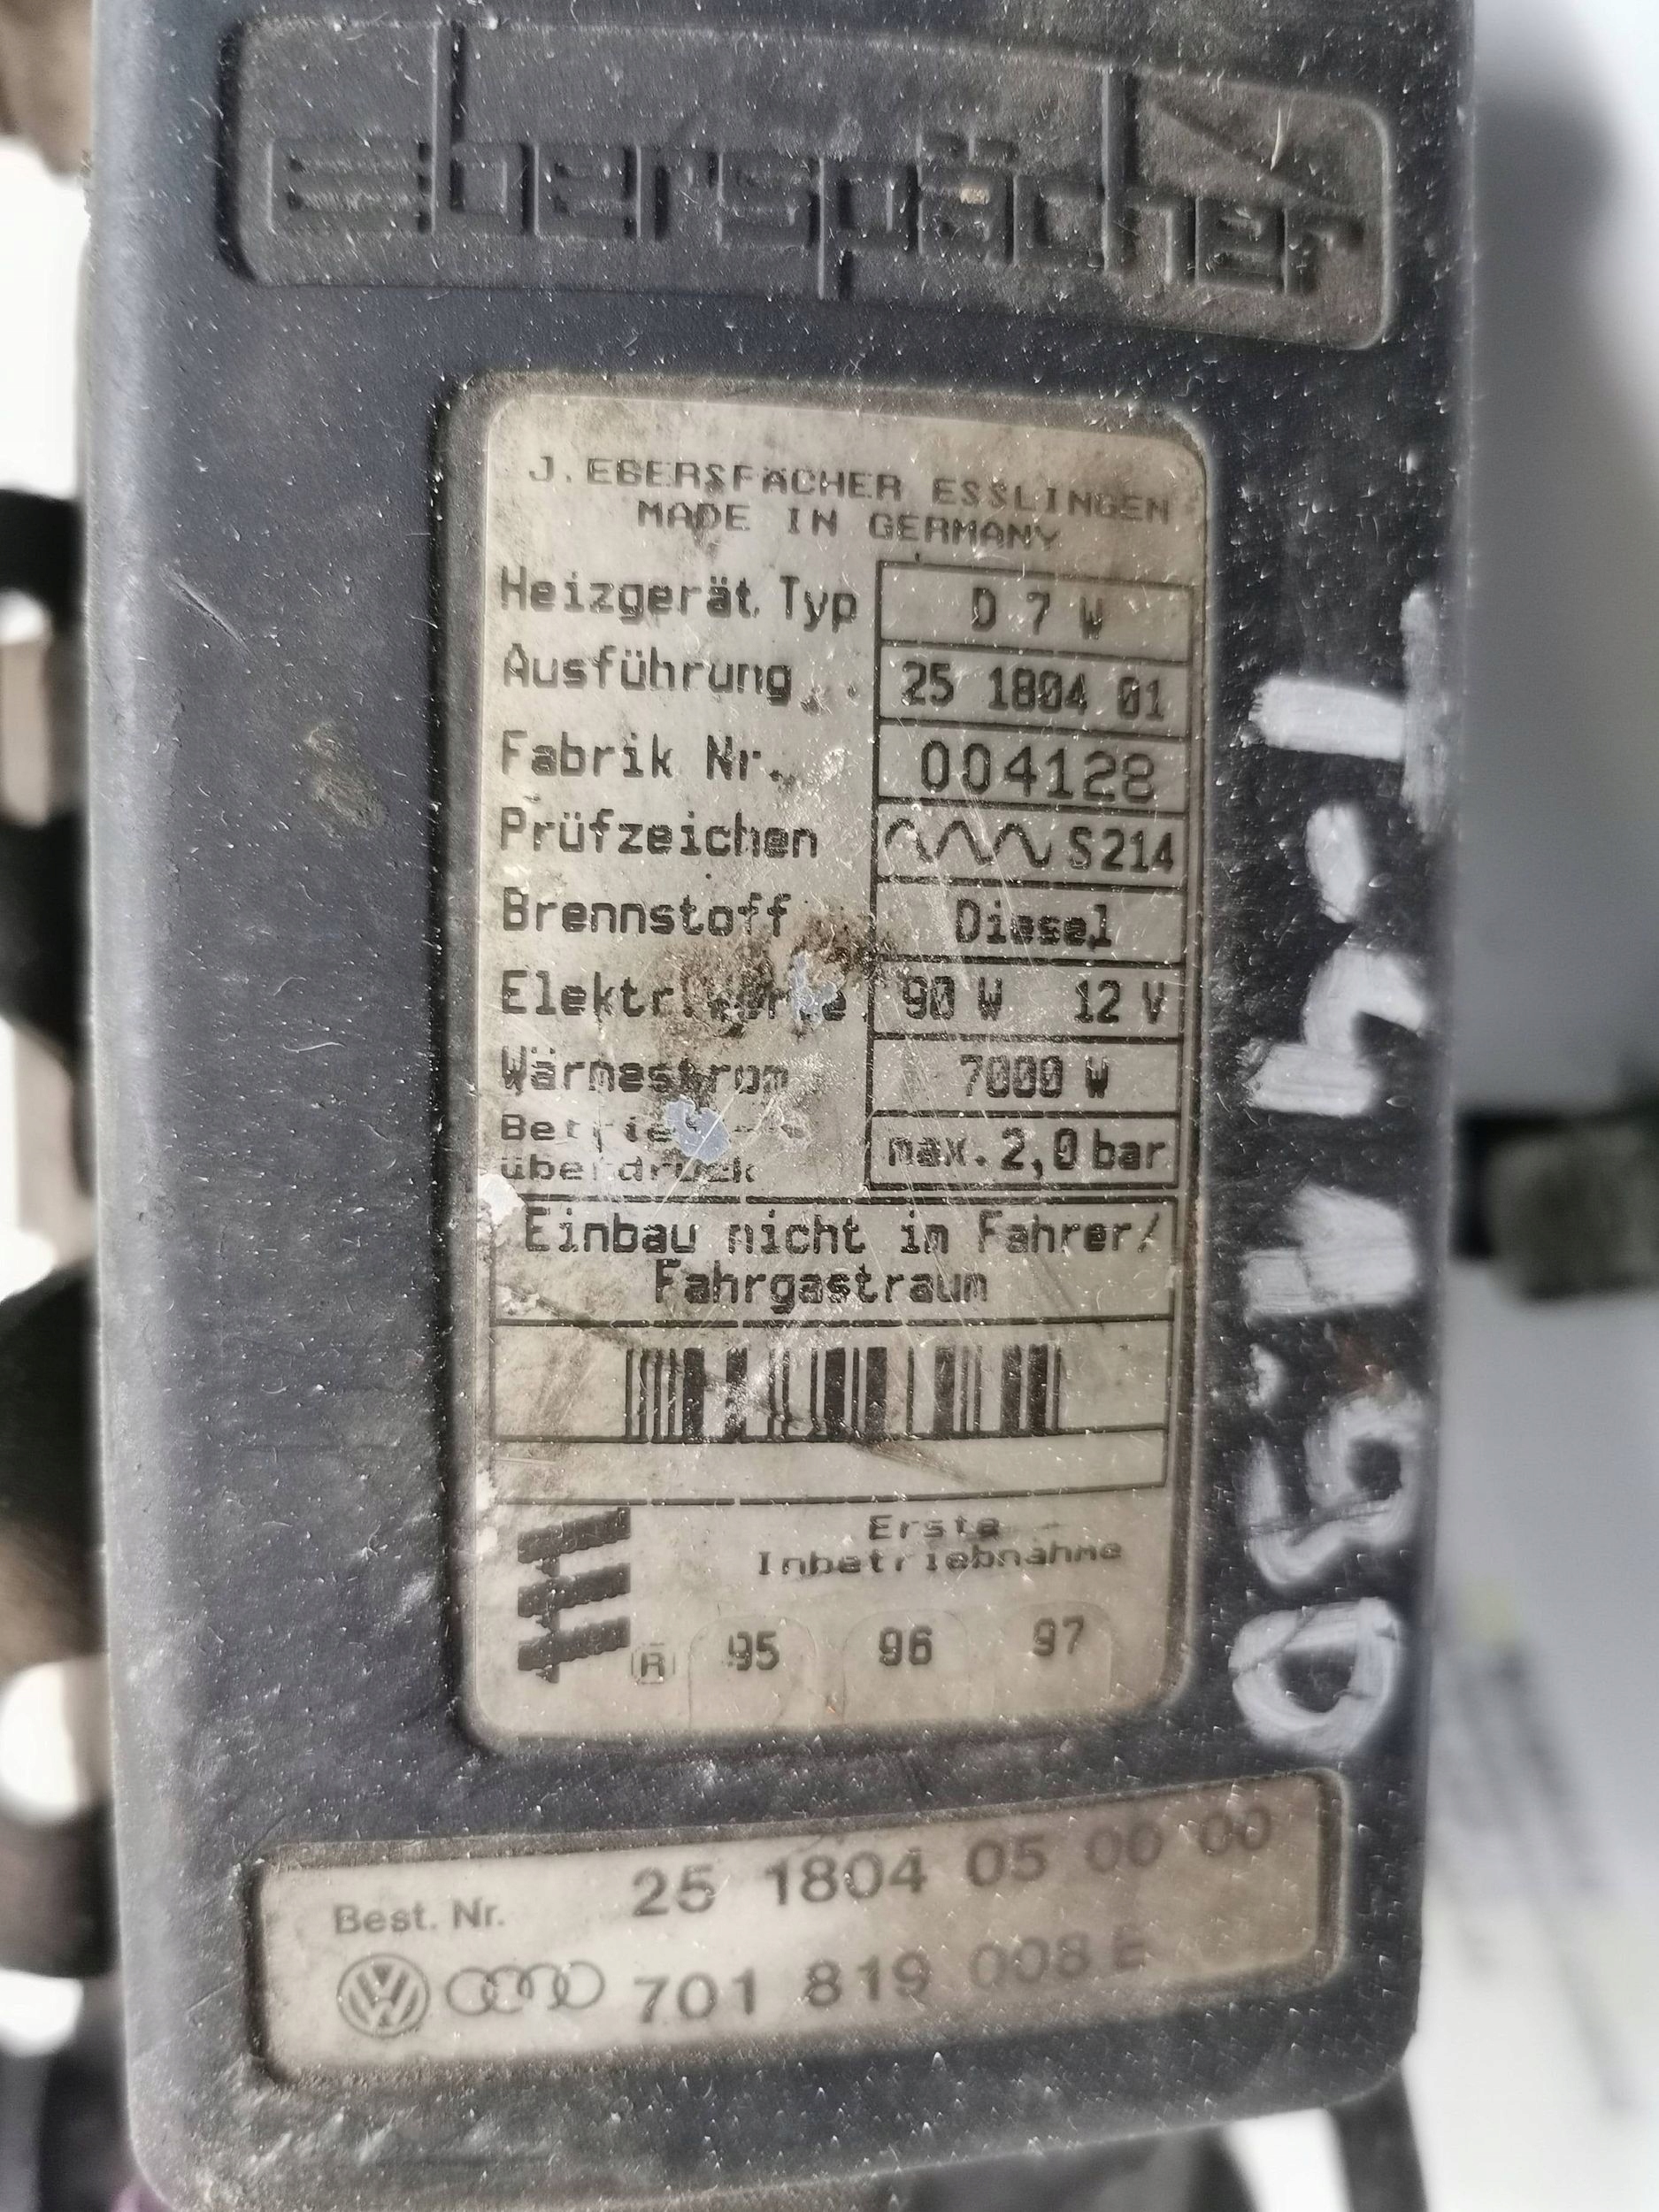 Eberspächer
J. EBERSPÄCHER ESSLINGEN
MADE IN GERMANY
Heizgerät Typ D 7 W
Ausführung 25 1804 01
Fabrik Nr. 004128
Prüfzeichen S214
Brennstoff Diesel
90 W 12 V
Wärmestrom 7000 W
überdruck max. 2,0 bar
Einbau nicht im Fahrer/
Fahrgastraum
Erste
Inbetriebnahme
R 95 96 97
Best. Nr. 25 1804 05 00 00
701 819 008 E